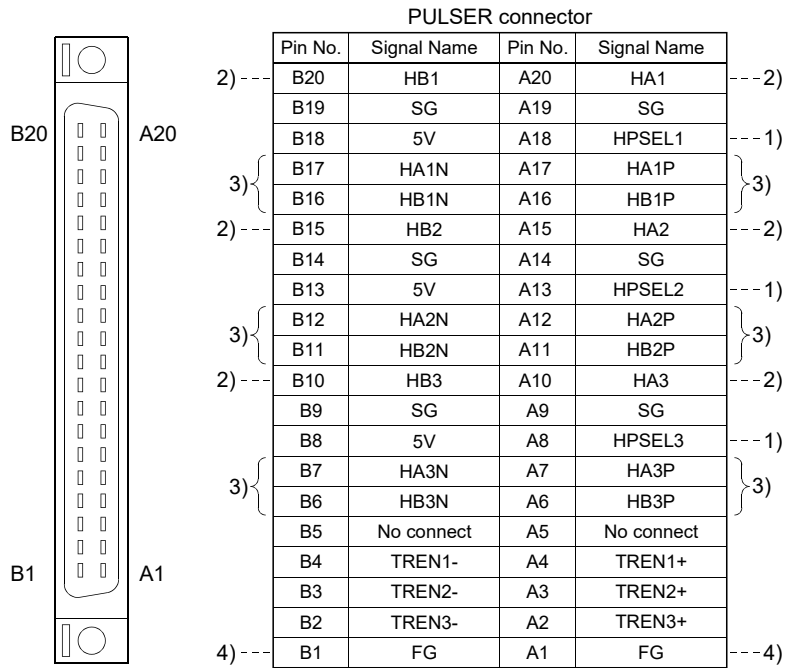 PULSER connector
Pin No. Signal Name Pin No. Signal Name
2) B20 HB1 A20 HA1 2)
B19 SG A19 SG
B20 A20
B18 5V A18 HPSEL1 1)
B17 HA1N A17 HA1P
3) 3)
B16 HB1N A16 HB1P
2) B15 HB2 A15 HA2 2)
B14 SG A14 SG
B13 5V A13 HPSEL2 1)
B12 HA2N A12 HA2P
3) 3)
B11 HB2N A11 HB2P
2) B10 HB3 A10 HA3 2)
B9 SG A9 SG
B8 5V A8 HPSEL3 1)
B7 HA3N A7 HA3P
3) 3)
B6 HB3N A6 HB3P
B5 No connect A5 No connect
B4 TREN1- A4 TREN1+
B1 A1
B3 TREN2- A3 TREN2+
B2 TREN3- A2 TREN3+
4) B1 FG A1 FG 4)